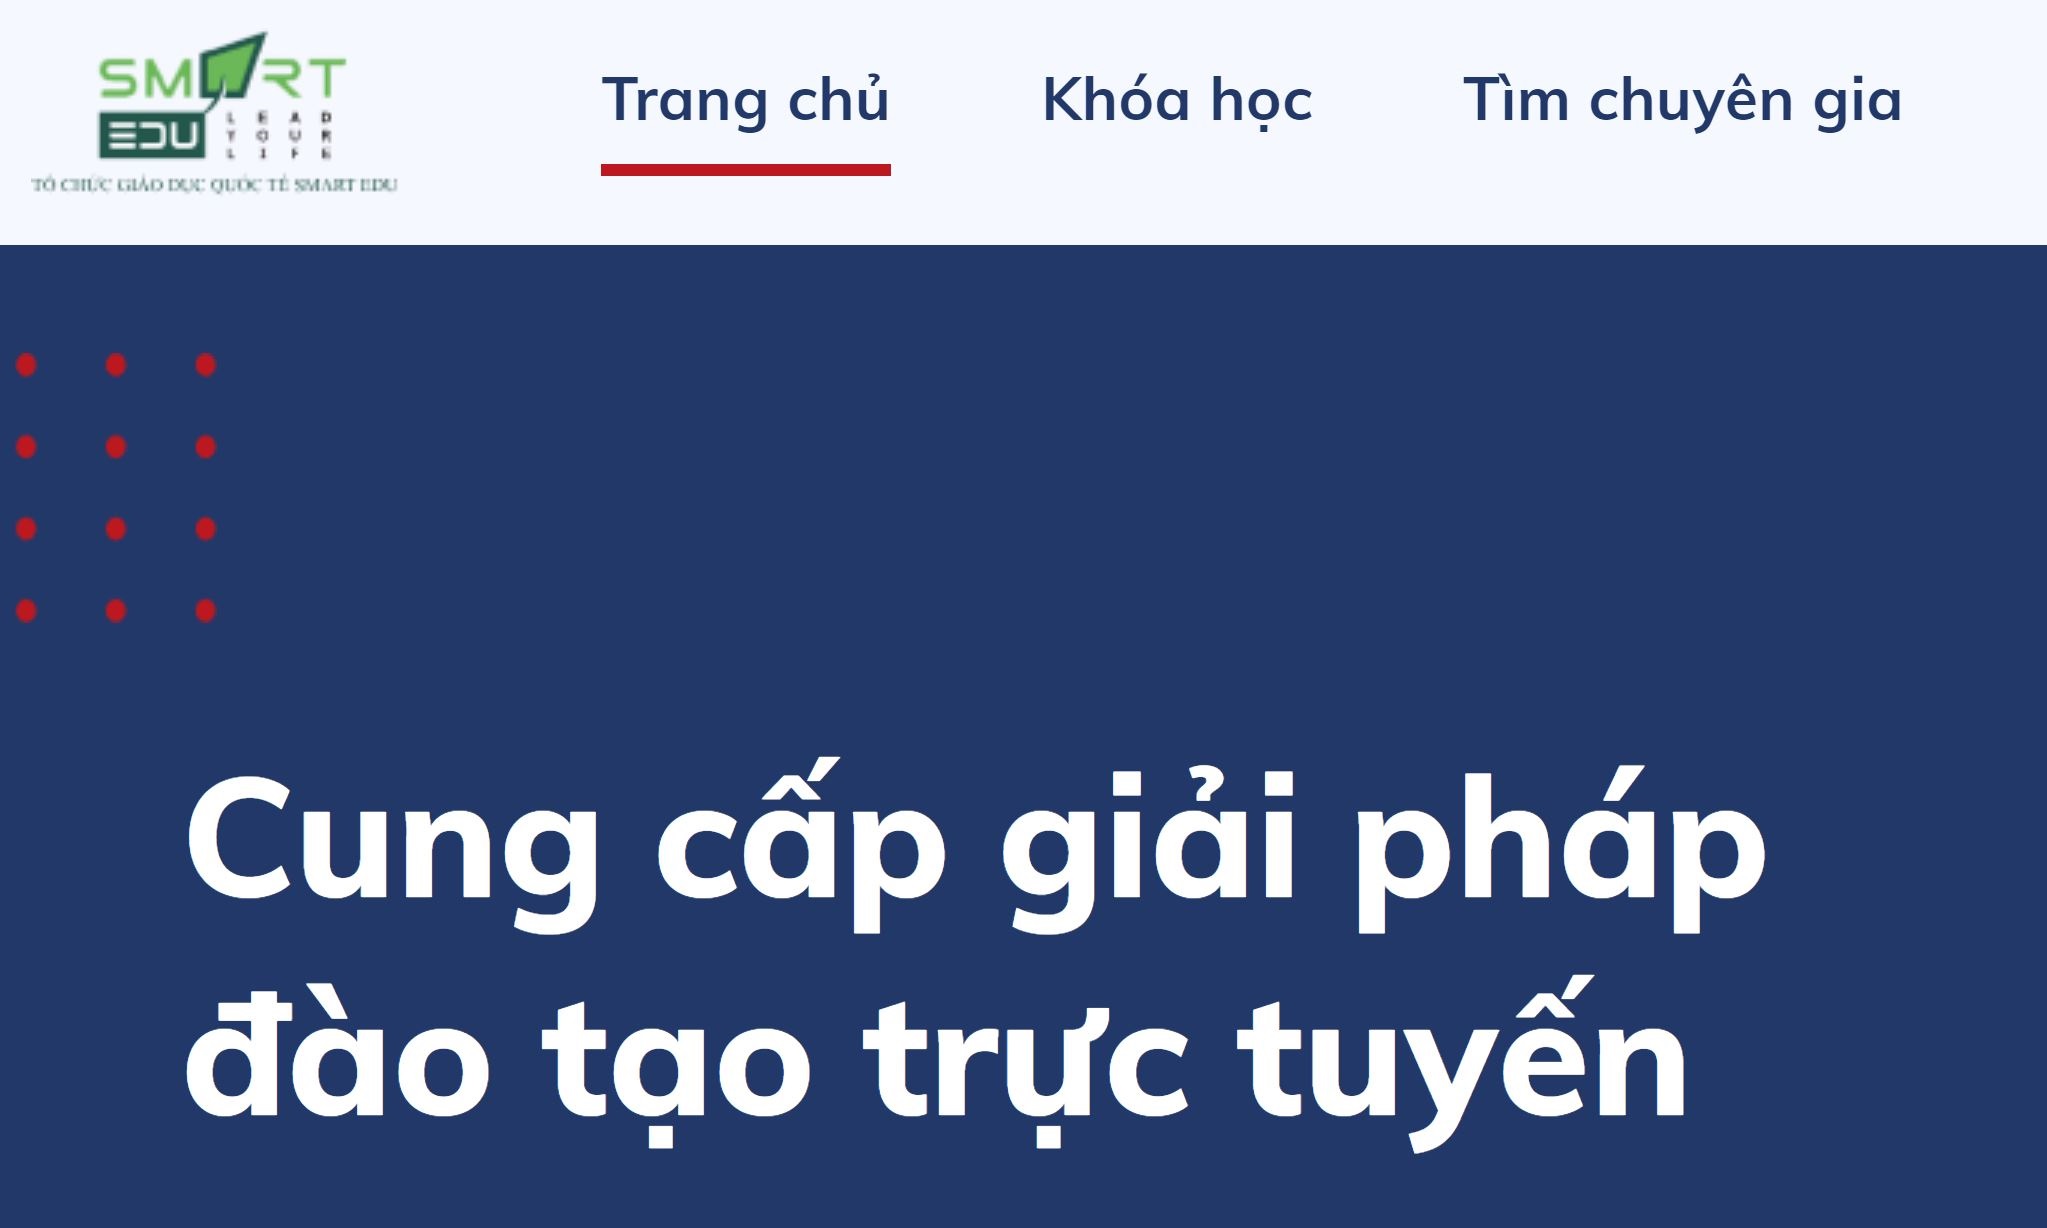 SMART
EDU
LEAD
YOUR
LIFE
TỔ CHỨC GIÁO DỤC QUỐC TẾ SMART EDU
Trang chủ
Khóa học
Tìm chuyên gia
Cung cấp giải pháp
đào tạo trực tuyến